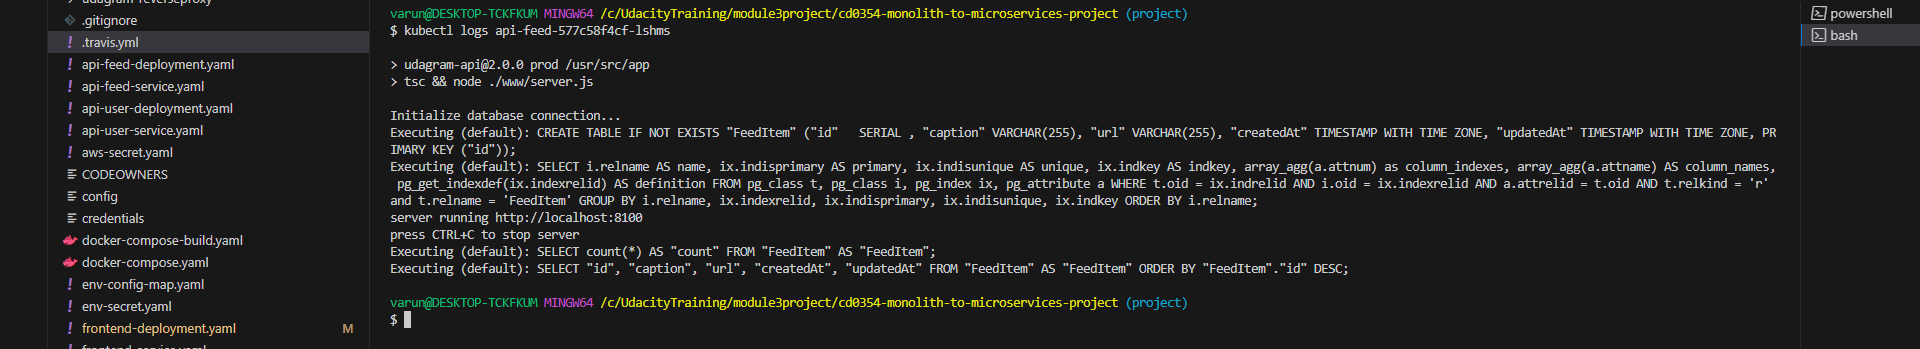 udagram-reverseproxy
.gitignore
.travis.yml
api-feed-deployment.yaml
api-feed-service.yaml
api-user-deployment.yaml
api-user-service.yaml
aws-secret.yaml
CODEOWNERS
config
credentials
docker-compose-build.yaml
docker-compose.yaml
env-config-map.yaml
env-secret.yaml
frontend-deployment.yaml M
frontend-service.yaml
varun@DESKTOP-TCKFKUM MINGW64 /c/UdacityTraining/module3project/cd0354-monolith-to-microservices-project (project)
$ kubectl logs api-feed-577c58f4cf-lshms
> udagram-api@2.0.0 prod /usr/src/app
> tsc && node ./www/server.js
Initialize database connection...
Executing (default): CREATE TABLE IF NOT EXISTS "FeedItem" ("id"   SERIAL , "caption" VARCHAR(255), "url" VARCHAR(255), "createdAt" TIMESTAMP WITH TIME ZONE, "updatedAt" TIMESTAMP WITH TIME ZONE, PR
IMARY KEY ("id"));
Executing (default): SELECT i.relname AS name, ix.indisprimary AS primary, ix.indisunique AS unique, ix.indkey AS indkey, array_agg(a.attnum) as column_indexes, array_agg(a.attname) AS column_names,
pg_get_indexdef(ix.indexrelid) AS definition FROM pg_class t, pg_class i, pg_index ix, pg_attribute a WHERE t.oid = ix.indrelid AND i.oid = ix.indexrelid AND a.attrelid = t.oid AND t.relkind = 'r'
and t.relname = 'FeedItem' GROUP BY i.relname, ix.indexrelid, ix.indisprimary, ix.indisunique, ix.indkey ORDER BY i.relname;
server running http://localhost:8100
press CTRL+C to stop server
Executing (default): SELECT count(*) AS "count" FROM "FeedItem" AS "FeedItem";
Executing (default): SELECT "id", "caption", "url", "createdAt", "updatedAt" FROM "FeedItem" AS "FeedItem" ORDER BY "FeedItem"."id" DESC;
varun@DESKTOP-TCKFKUM MINGW64 /c/UdacityTraining/module3project/cd0354-monolith-to-microservices-project (project)
$
powershell
bash